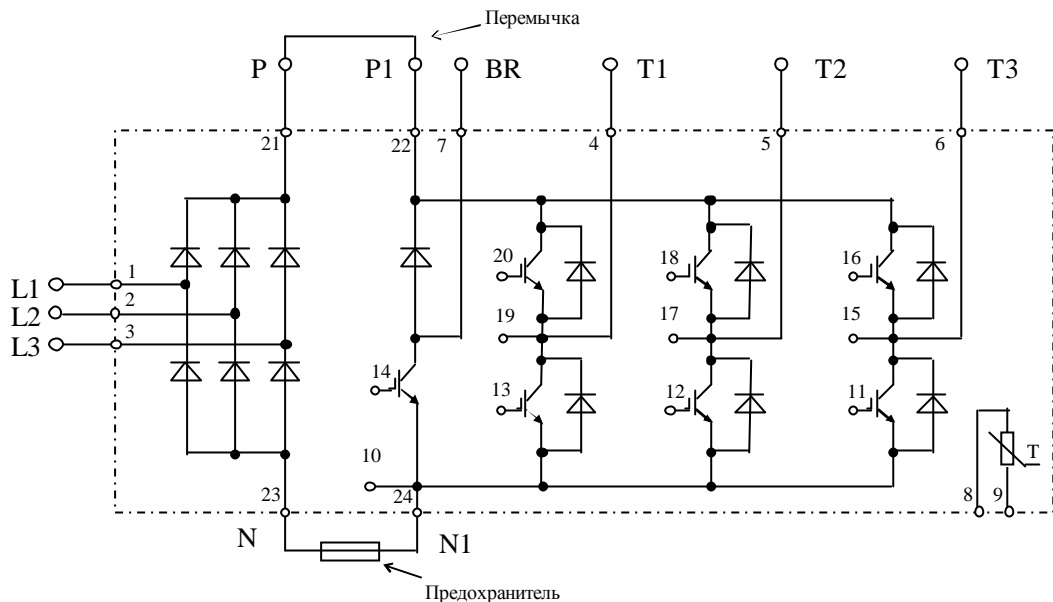 Перемычка
P P1 BR T1 T2 T3
21 22 7 4 5 6
20 18 16
L1 1
L2 2
L3 3
19 17 15
14 13 12 11
10
T
23 24 8 9
N N1
Предохранитель